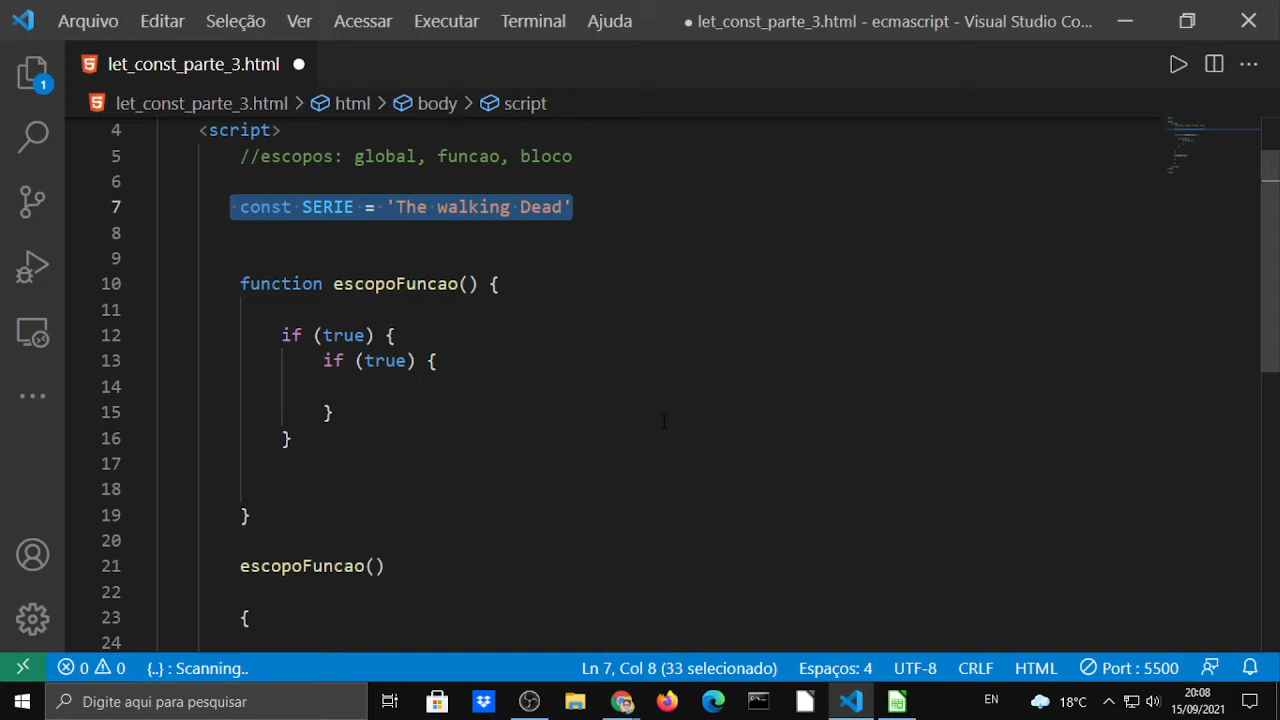 Arquivo Editar Seleção Ver Acessar Executar Terminal Ajuda ● let_const_parte_3.html - ecmascript - Visual Studio Co...
let_const_parte_3.html
let_const_parte_3.html > html > body > script
4 <script>
5 //escopos: global, funcao, bloco
6
7 const SERIE = 'The walking Dead'
8
9
10 function escopoFuncao() {
11
12 if (true) {
13 if (true) {
14
15 }
16 }
17
18
19 }
20
21 escopoFuncao()
22
23 {
24
1
0 0 {..} : Scanning.. Ln 7, Col 8 (33 selecionado) Espaços: 4 UTF-8 CRLF HTML Port : 5500
Digite aqui para pesquisar EN 18°C 20:08
15/09/2021